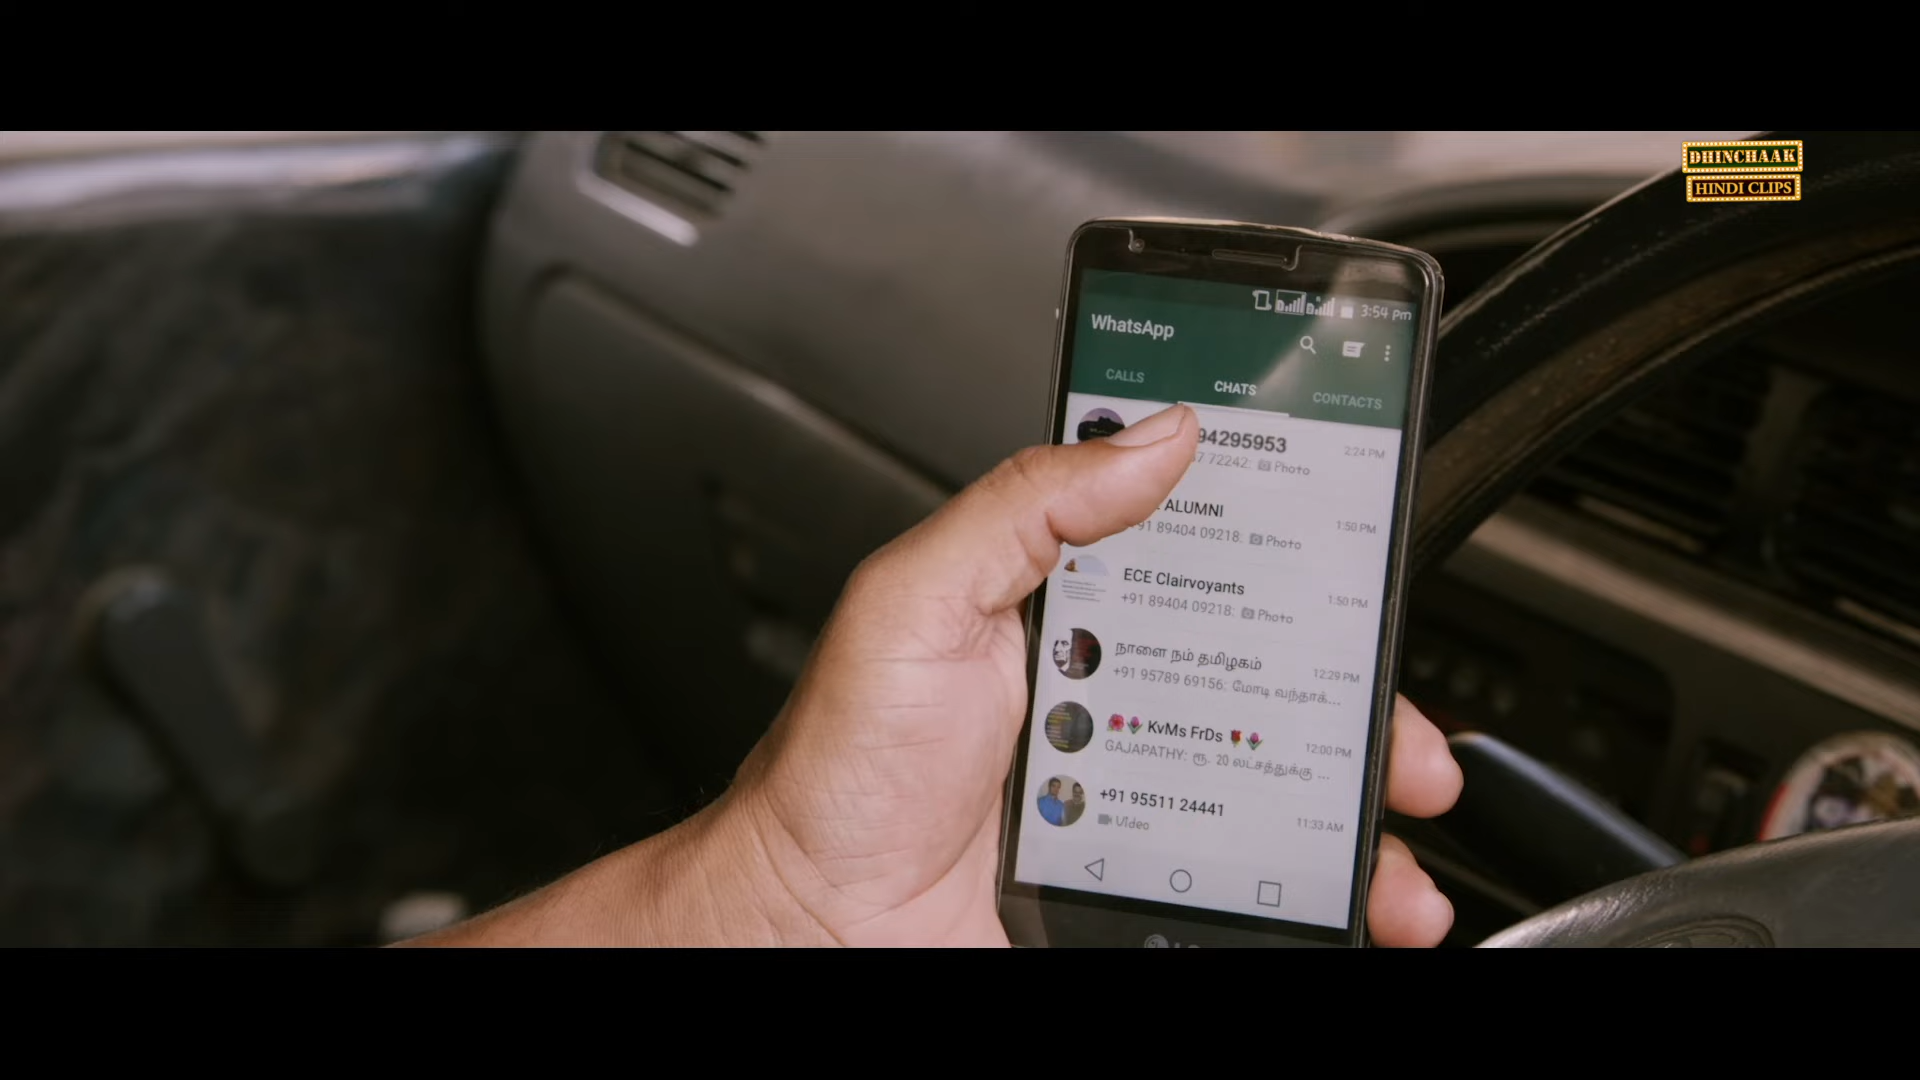 DHINCHAAK
HINDI CLIPS
3:54 Pm
WhatsApp
CALLS CHATS CONTACTS
94295953 2:24 PM
72242: Photo
ALUMNI 1:50 PM
+91 89404 09218: Photo
ECE Clairvoyants 1:50 PM
+91 89404 09218: Photo
நாளை நம் தமிழகம் 12:29 PM
+91 95789 69156: மோடி வந்தாக்...
🌺🌷 KvMs FrDs 🌹🌷 12:00 PM
GAJAPATHY: ரூ. 20 லட்சத்துக்கு ...
+91 95511 24441 11:33 AM
Video